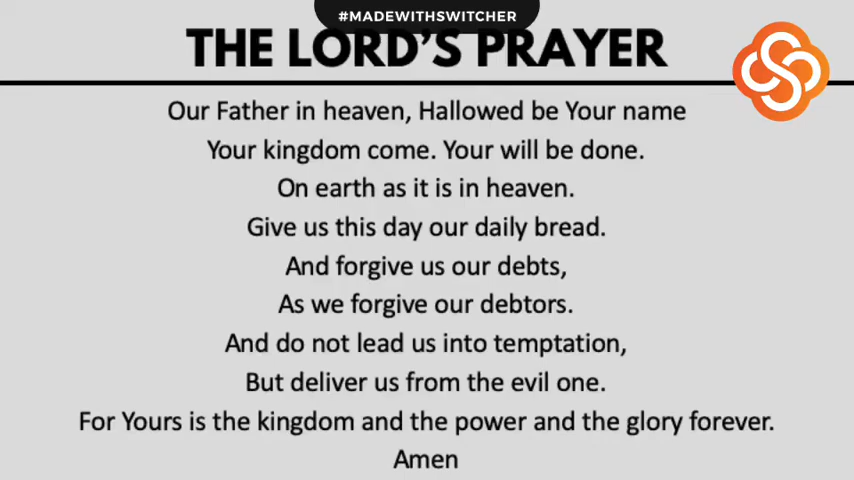 #MADEWITHSWITCHER
THE LORD'S PRAYER
Our Father in heaven, Hallowed be Your name
Your kingdom come. Your will be done.
On earth as it is in heaven.
Give us this day our daily bread.
And forgive us our debts,
As we forgive our debtors.
And do not lead us into temptation,
But deliver us from the evil one.
For Yours is the kingdom and the power and the glory forever.
Amen